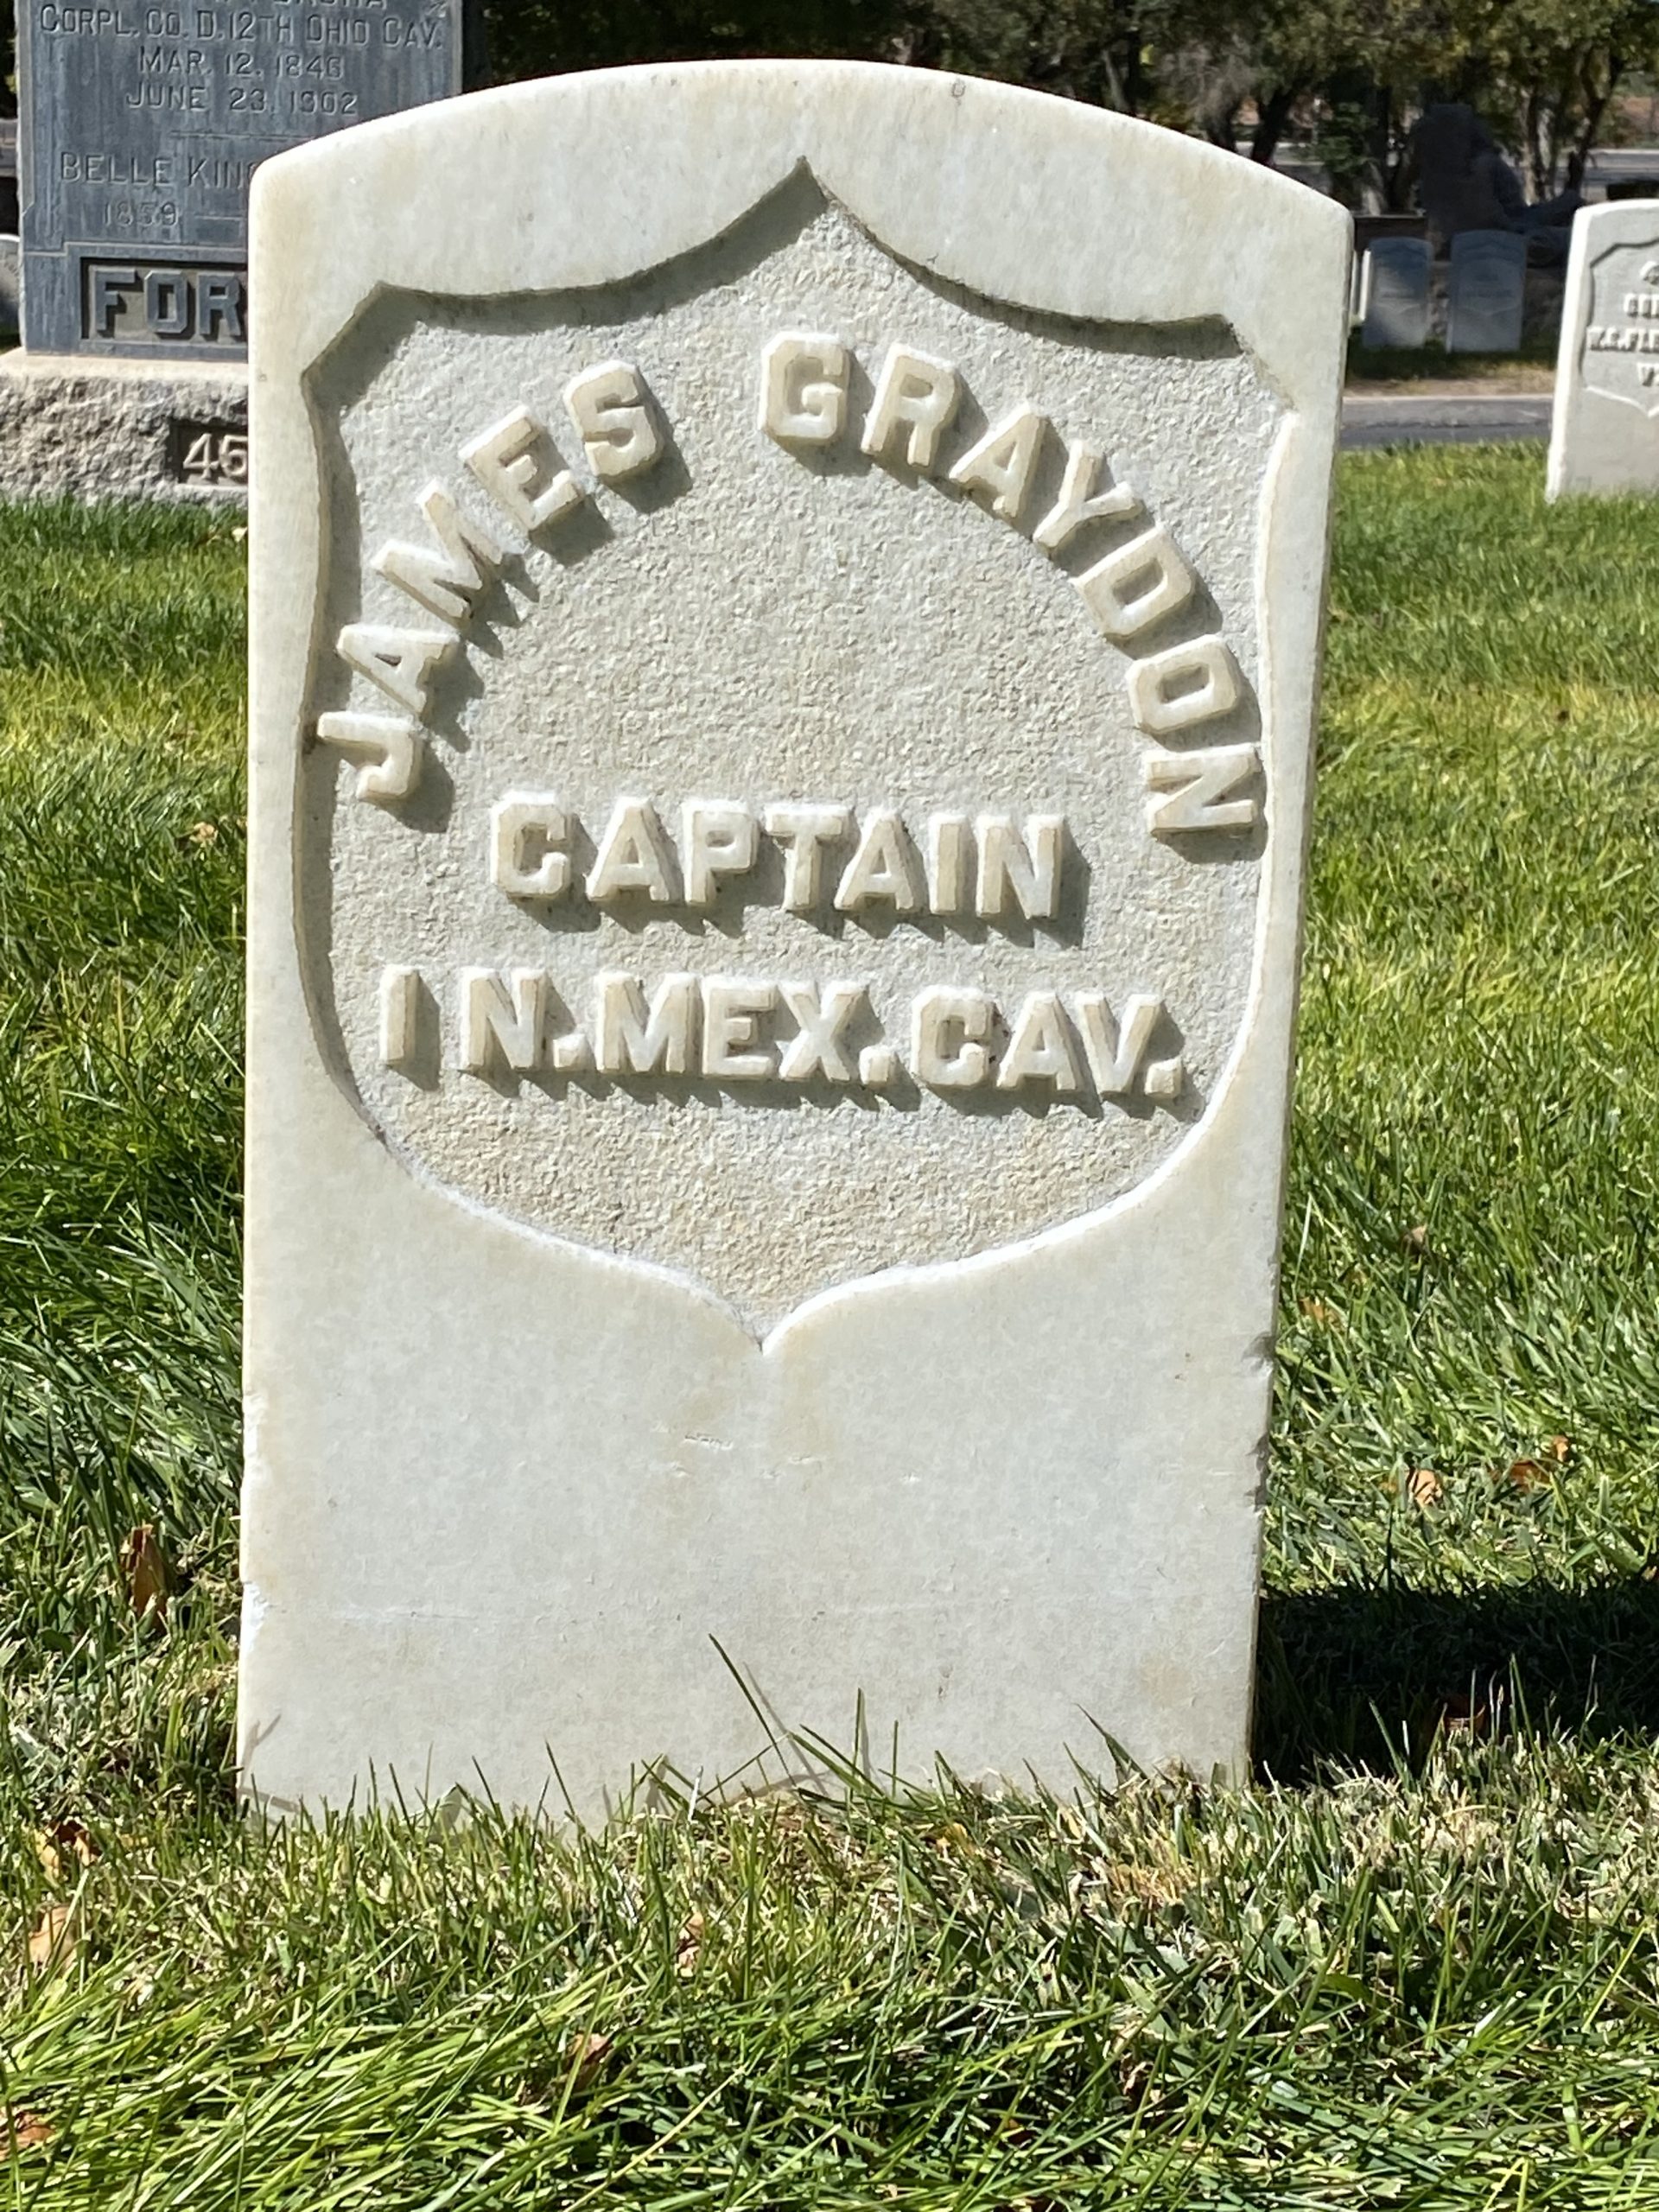 CORPL. CO. D. 12TH OHIO CAV.
MAR. 12. 1846
JUNE 23. 1902
BELLE
1859
45
JAMES GRAYDON
CAPTAIN
1 N. MEX. CAV.